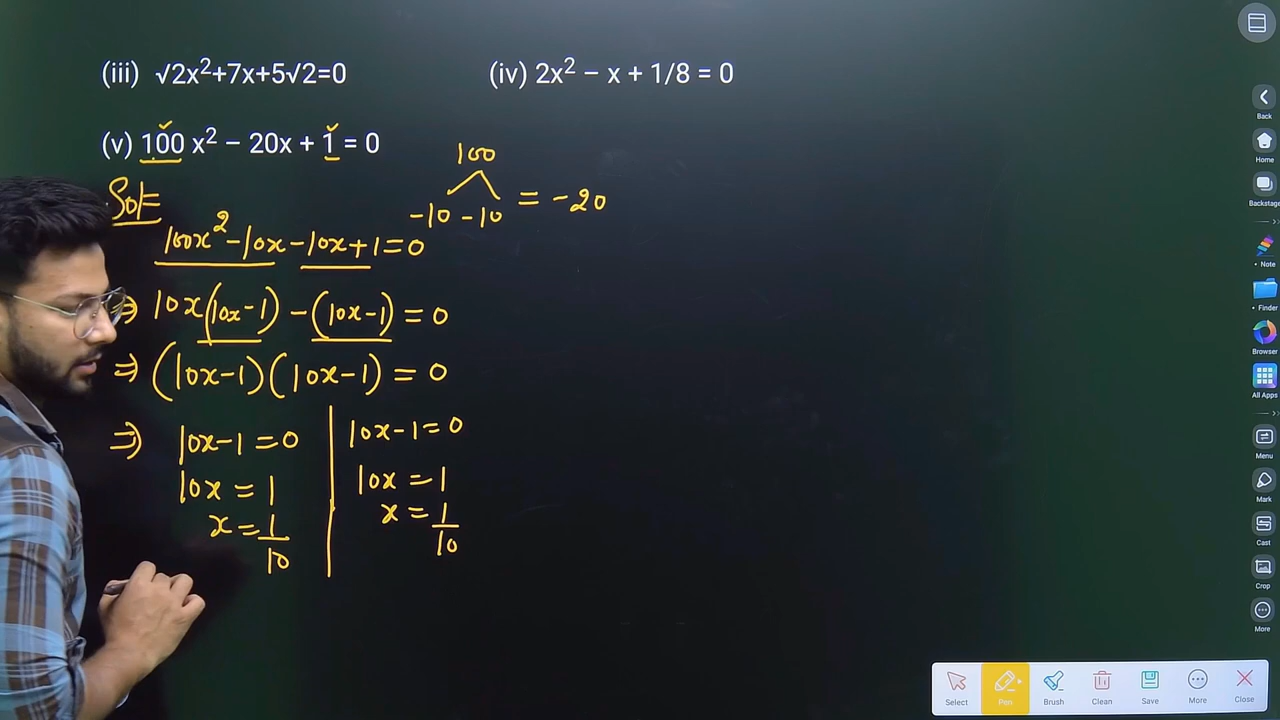 (iii) √2x²+7x+5√2=0
(iv) 2x² – x + 1/8 = 0
(v) 100 x² – 20x + 1 = 0
100
-10 -10 = -20
Sol=
100x²-10x-10x+1=0
⇒ 10x(10x-1) -(10x-1) = 0
⇒ (10x-1)(10x-1) = 0
⇒ 10x-1=0
10x = 1
x = 1/10
10x-1=0
10x = 1
x = 1/10
Back
Home
Backstage
Note
Finder
Browser
All Apps
Menu
Mark
Cast
Crop
More
Select
Pen
Brush
Clean
Save
More
Close